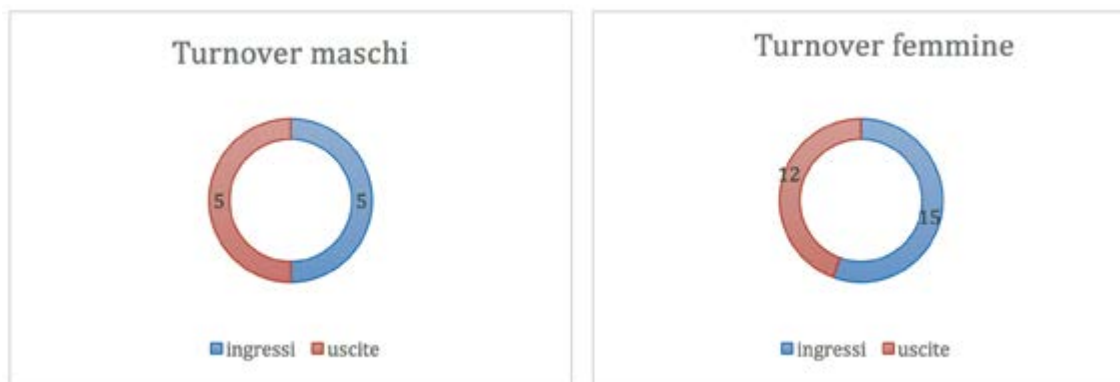 Turnover maschi
5
5
ingressi uscite
Turnover femmine
12
15
ingressi uscite